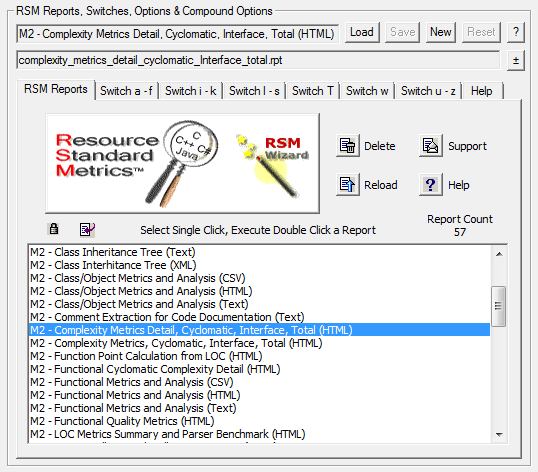 RSM Reports, Switches, Options & Compound Options
M2 - Complexity Metrics Detail, Cyclomatic, Interface, Total (HTML)
Load
Save
New
Reset
?
complexity_metrics_detail_cyclomatic_Interface_total.rpt
±
RSM Reports
Switch a - f
Switch i - k
Switch l - s
Switch T
Switch w
Switch u - z
Help
Resource
Standard
Metrics™
C
C++ C#
Java
RSM
Wizard
Delete
Support
Reload
? Help
Select Single Click, Execute Double Click a Report
Report Count
57
M2 - Class Inheritance Tree (Text)
M2 - Class Interhitance Tree (XML)
M2 - Class/Object Metrics and Analysis (CSV)
M2 - Class/Object Metrics and Analysis (HTML)
M2 - Class/Object Metrics and Analysis (Text)
M2 - Comment Extraction for Code Documentation (Text)
M2 - Complexity Metrics Detail, Cyclomatic, Interface, Total (HTML)
M2 - Complexity Metrics, Cyclomatic, Interface, Total (HTML)
M2 - Function Point Calculation from LOC (HTML)
M2 - Functional Cyclomatic Complexity Detail (HTML)
M2 - Functional Metrics and Analysis (CSV)
M2 - Functional Metrics and Analysis (HTML)
M2 - Functional Metrics and Analysis (Text)
M2 - Functional Quality Metrics (HTML)
M2 - LOC Metrics Summary and Parser Benchmark (HTML)